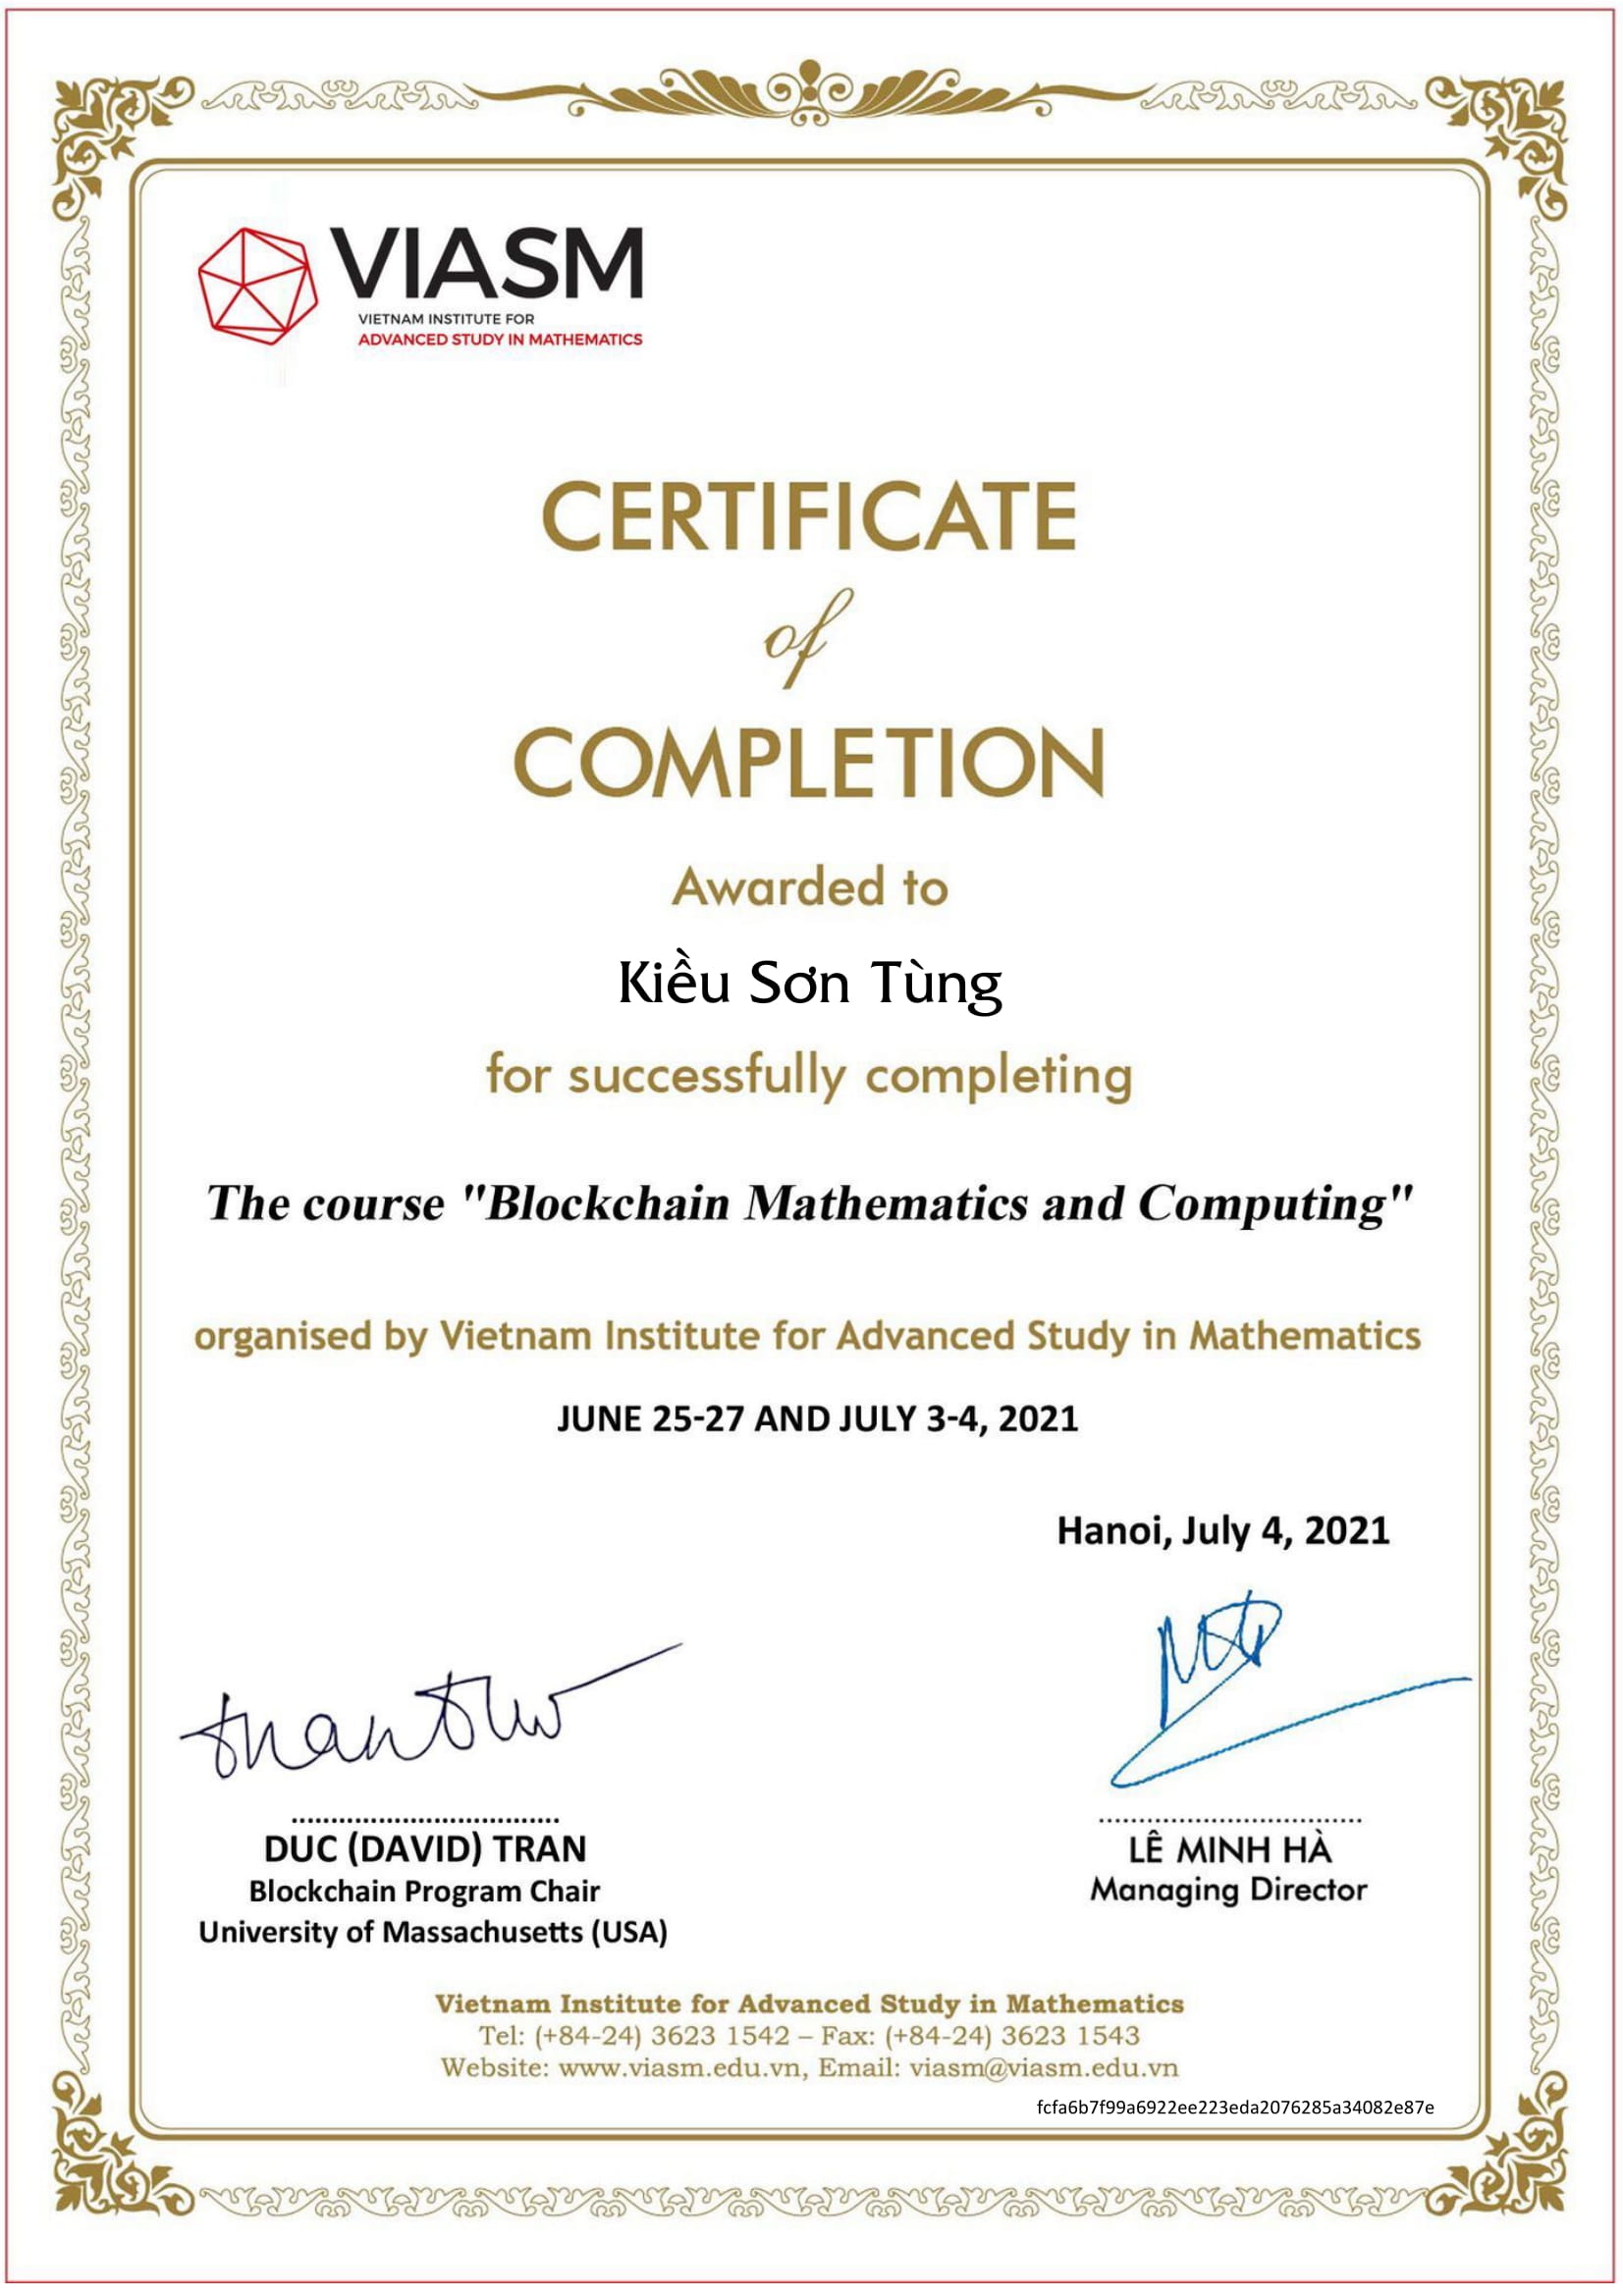 VIASM
VIETNAM INSTITUTE FOR
ADVANCED STUDY IN MATHEMATICS
CERTIFICATE
of
COMPLETION
Awarded to
Kiều Sơn Tùng
for successfully completing
The course "Blockchain Mathematics and Computing"
organised by Vietnam Institute for Advanced Study in Mathematics
JUNE 25-27 AND JULY 3-4, 2021
Hanoi, July 4, 2021
DUC (DAVID) TRAN
Blockchain Program Chair
University of Massachusetts (USA)
LÊ MINH HÀ
Managing Director
Vietnam Institute for Advanced Study in Mathematics
Tel: (+84-24) 3623 1542 – Fax: (+84-24) 3623 1543
Website: www.viasm.edu.vn, Email: viasm@viasm.edu.vn
fcfa6b7f99a6922ee223eda2076285a34082e87e